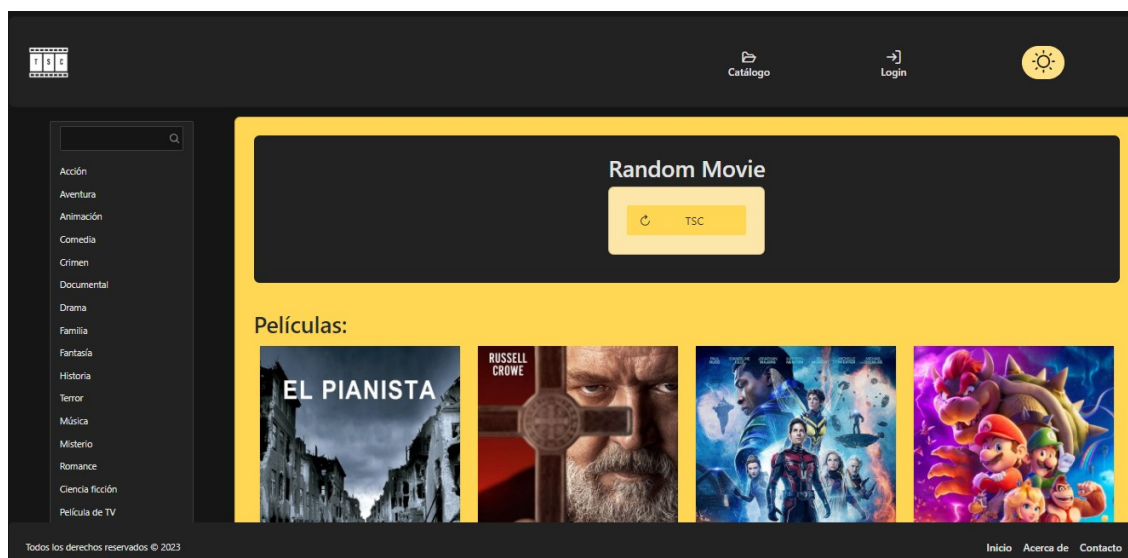 T S C
Catálogo
Login
Acción
Aventura
Animación
Comedia
Crimen
Documental
Drama
Familia
Fantasía
Historia
Terror
Música
Misterio
Romance
Ciencia ficción
Película de TV
Random Movie
TSC
Películas:
EL PIANISTA
RUSSELL
CROWE
Todos los derechos reservados © 2023
Inicio Acerca de Contacto